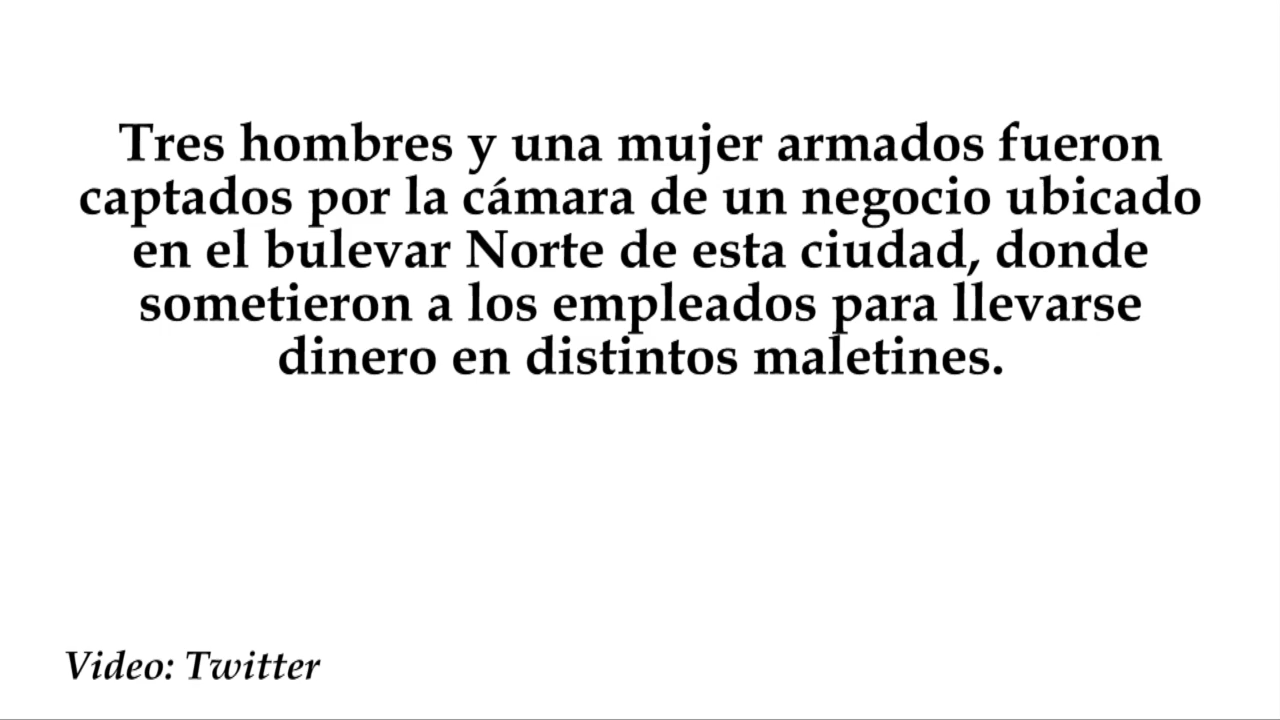 Tres hombres y una mujer armados fueron
captados por la cámara de un negocio ubicado
en el bulevar Norte de esta ciudad, donde
sometieron a los empleados para llevarse
dinero en distintos maletines.
Video: Twitter